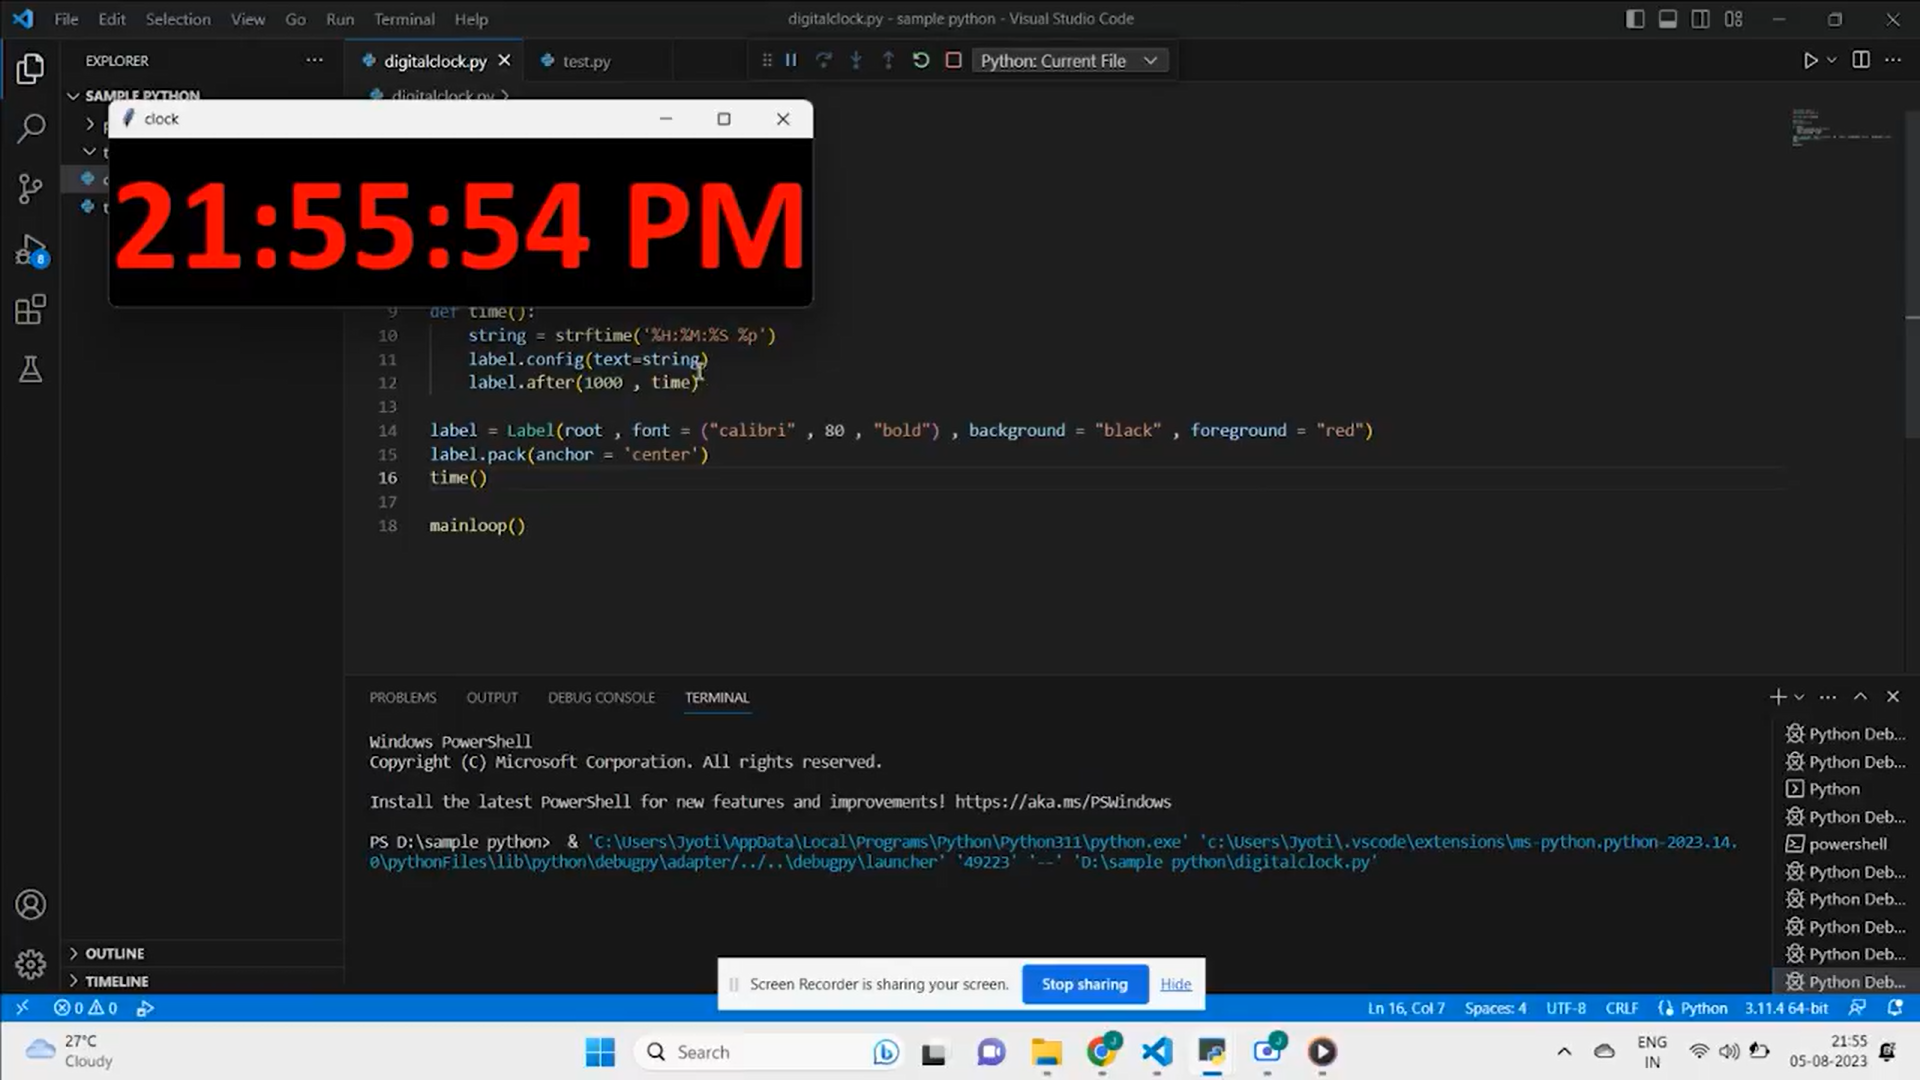 File Edit Selection View Go Run Terminal Help
digitalclock.py - sample python - Visual Studio Code
EXPLORER
digitalclock.py
test.py
Python: Current File
SAMPLE PYTHON
digitalclock.py
clock
21:55:54 PM
9 def time():
10 string = strftime('%H:%M:%S %p')
11 label.config(text=string)
12 label.after(1000 , time)
13
14 label = Label(root , font = ("calibri" , 80 , "bold") , background = "black" , foreground = "red")
15 label.pack(anchor = 'center')
16 time()
17
18 mainloop()
PROBLEMS OUTPUT DEBUG CONSOLE TERMINAL
Windows PowerShell
Copyright (C) Microsoft Corporation. All rights reserved.
Install the latest PowerShell for new features and improvements! https://aka.ms/PSWindows
PS D:\sample python> & 'C:\Users\Jyoti\AppData\Local\Programs\Python\Python311\python.exe' 'c:\Users\Jyoti\.vscode\extensions\ms-python.python-2023.14.
0\pythonFiles\lib\python\debugpy\adapter/../..\debugpy\launcher' '49223' '--' 'D:\sample python\digitalclock.py'
Python Deb...
Python Deb...
Python
Python Deb...
powershell
Python Deb...
Python Deb...
Python Deb...
Python Deb...
Python Deb...
8
OUTLINE
TIMELINE
Screen Recorder is sharing your screen. Stop sharing Hide
0 0
Ln 16, Col 7 Spaces: 4 UTF-8 CRLF Python 3.11.4 64-bit
27°C
Cloudy
Search
ENG
IN
21:55
05-08-2023